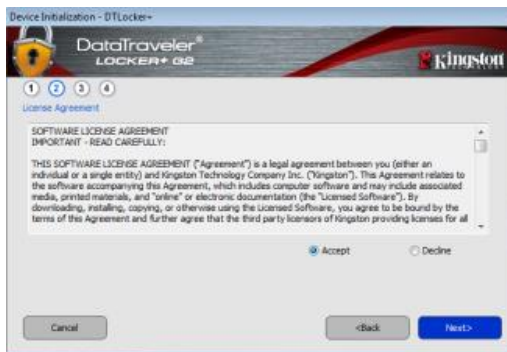 Device Initialization - DTLocker+
DataTraveler®
LOCKER+ G2
Kingston
1 2 3 4
License Agreement
SOFTWARE LICENSE AGREEMENT
IMPORTANT - READ CAREFULLY:
THIS SOFTWARE LICENSE AGREEMENT ("Agreement") is a legal agreement between you (either an
individual or a single entity) and Kingston Technology Company Inc. ("Kingston"). This Agreement relates to
the software accompanying this Agreement, which includes computer software and may include associated
media, printed materials, and "online" or electronic documentation (the "Licensed Software"). By
downloading, installing, copying, or otherwise using the Licensed Software, you agree to be bound by the
terms of this Agreement and further agree that the third party licensors of Kingston providing licenses for all
Accept Decline
Cancel <Back Next>